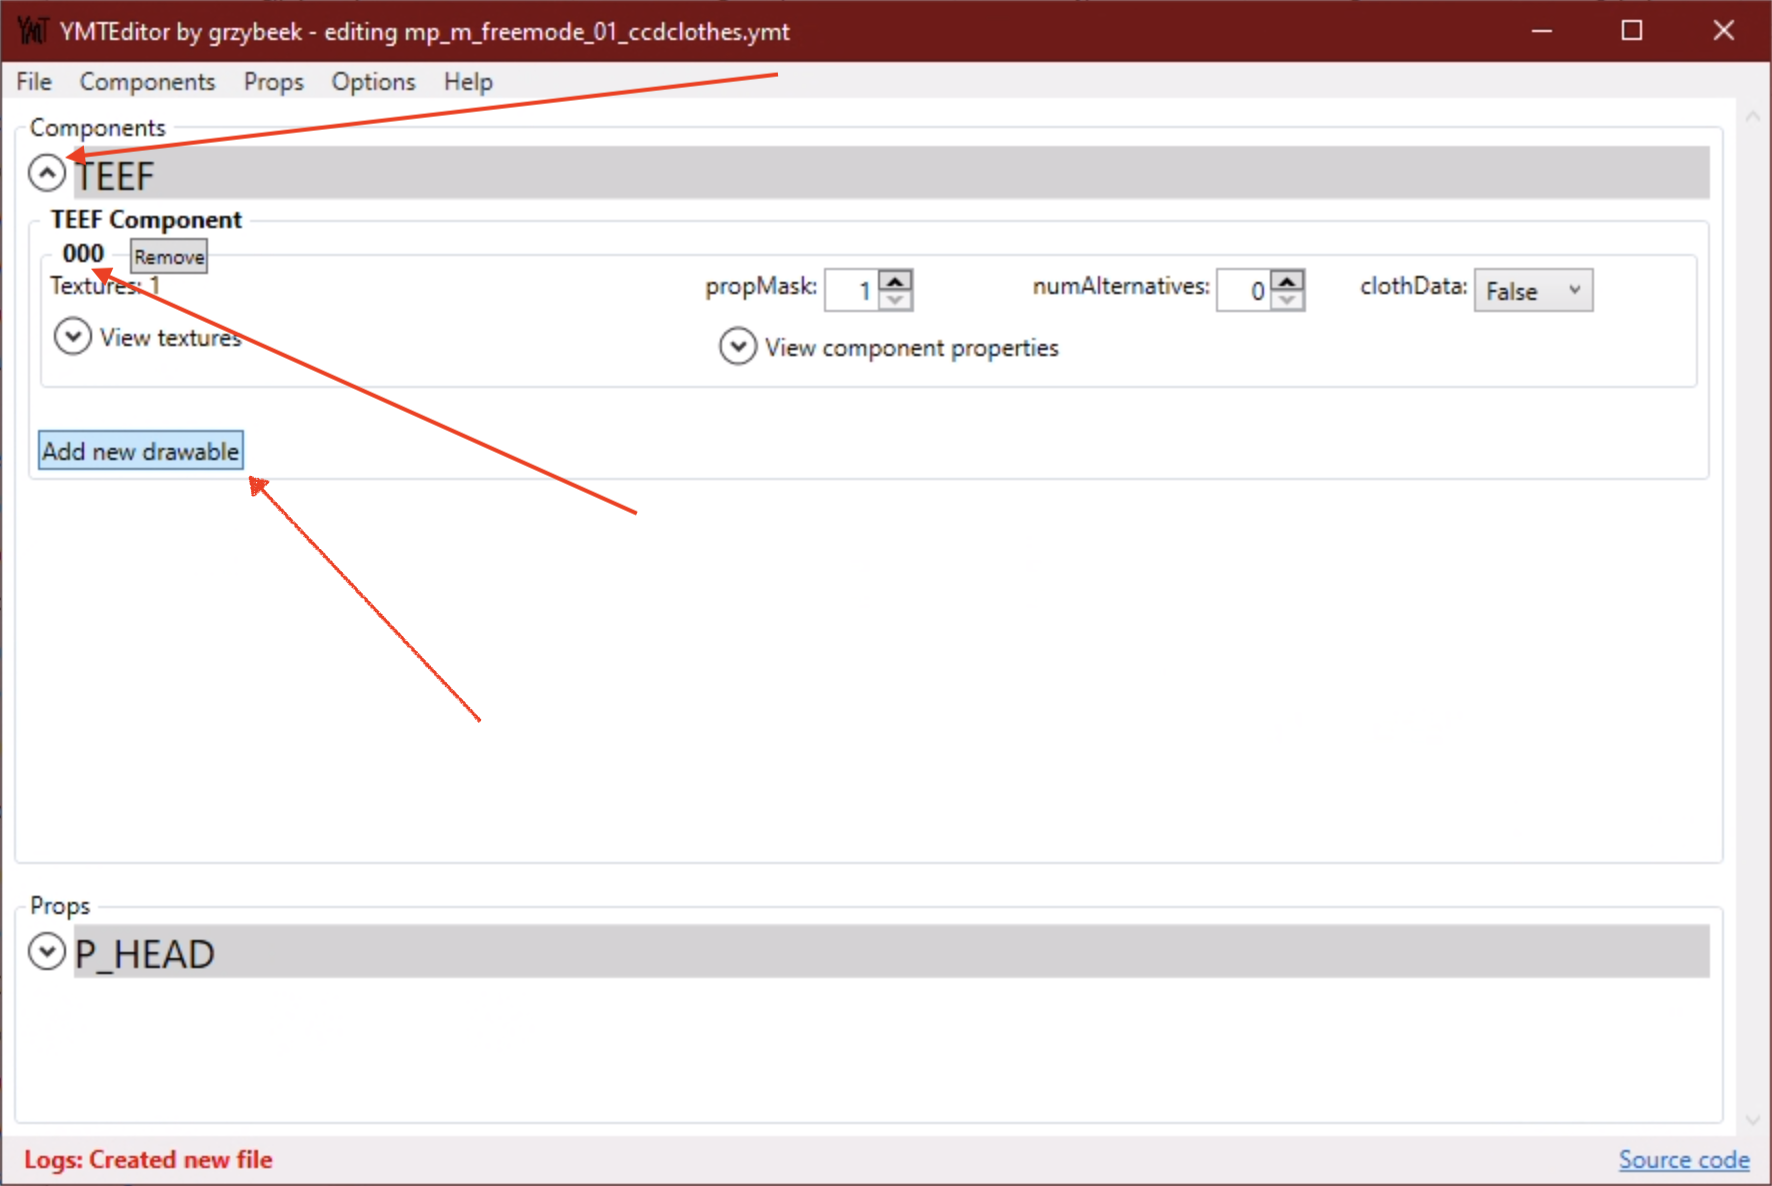 YMT YMTEditor by grzybeek - editing mp_m_freemode_01_ccdclothes.ymt
File Components Props Options Help
Components
TEEF
TEEF Component
000 Remove
Textures: 1 propMask: 1 numAlternatives: 0 clothData: False
View textures View component properties
Add new drawable
Props
P_HEAD
Logs: Created new file Source code